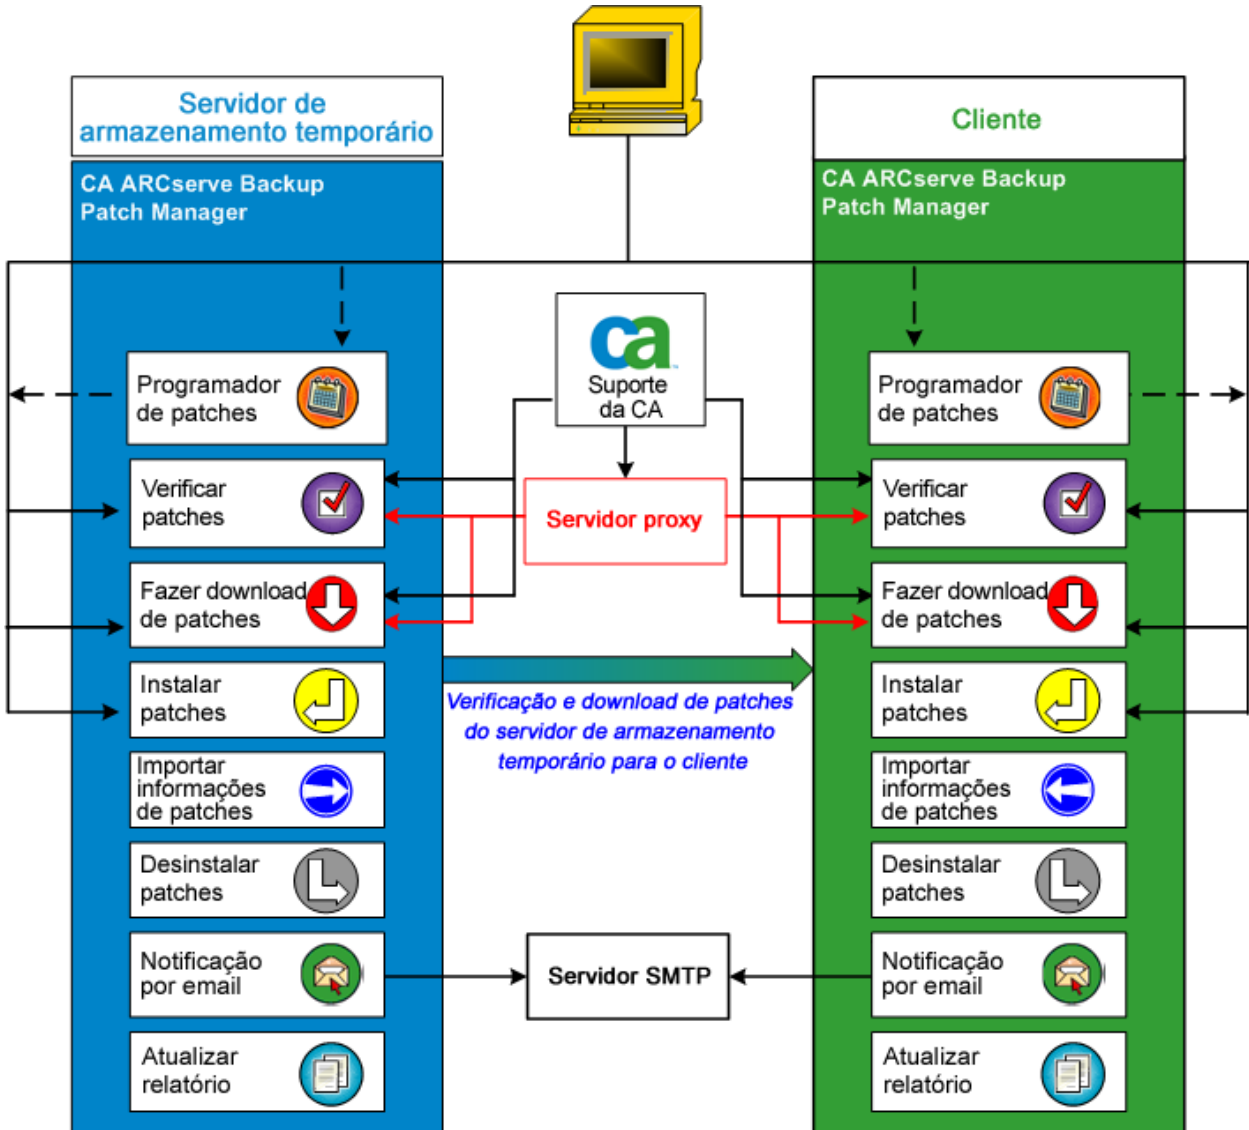 Servidor de
armazenamento temporário
CA ARCserve Backup
Patch Manager
Programador
de patches
Verificar
patches
Fazer download
de patches
Instalar
patches
Importar
informações
de patches
Desinstalar
patches
Notificação
por email
Atualizar
relatório
ca
Suporte
da CA
Servidor proxy
Verificação e download de patches
do servidor de armazenamento
temporário para o cliente
Servidor SMTP
Cliente
CA ARCserve Backup
Patch Manager
Programador
de patches
Verificar
patches
Fazer download
de patches
Instalar
patches
Importar
informações
de patches
Desinstalar
patches
Notificação
por email
Atualizar
relatório